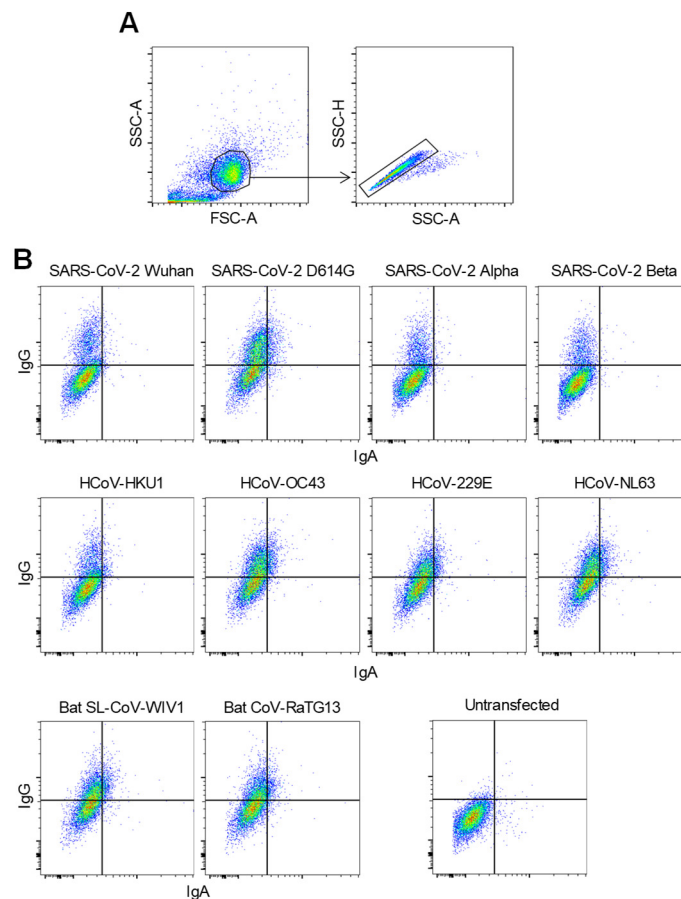 A
SSC-A
FSC-A
SSC-H
SSC-A
B
SARS-CoV-2 Wuhan
SARS-CoV-2 D614G
SARS-CoV-2 Alpha
SARS-CoV-2 Beta
IgG
IgA
HCoV-HKU1
HCoV-OC43
HCoV-229E
HCoV-NL63
IgG
IgA
Bat SL-CoV-WIV1
Bat CoV-RaTG13
Untransfected
IgG
IgA